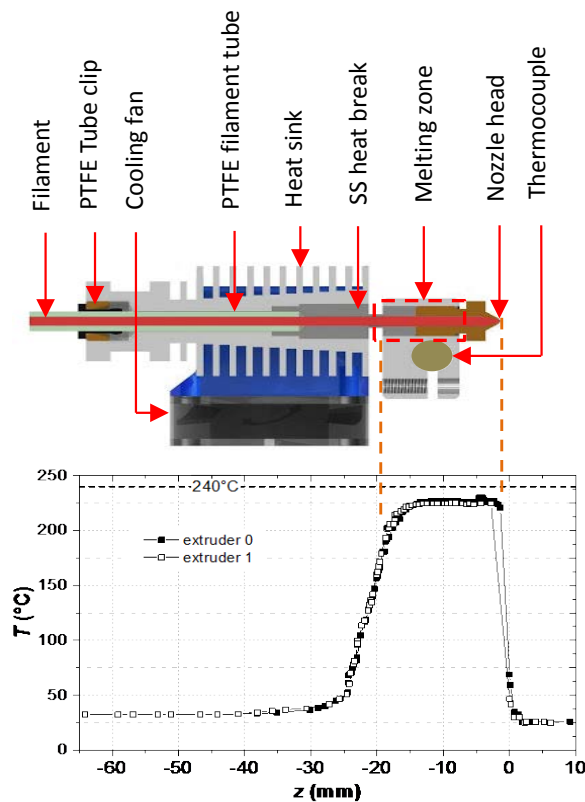 Filament
PTFE Tube clip
Cooling fan
PTFE filament tube
Heat sink
SS heat break
Melting zone
Nozzle head
Thermocouple
250
240°C
200
extruder 0
extruder 1
150
T (°C)
100
50
0
-60
-50
-40
-30
-20
-10
0
10
z (mm)